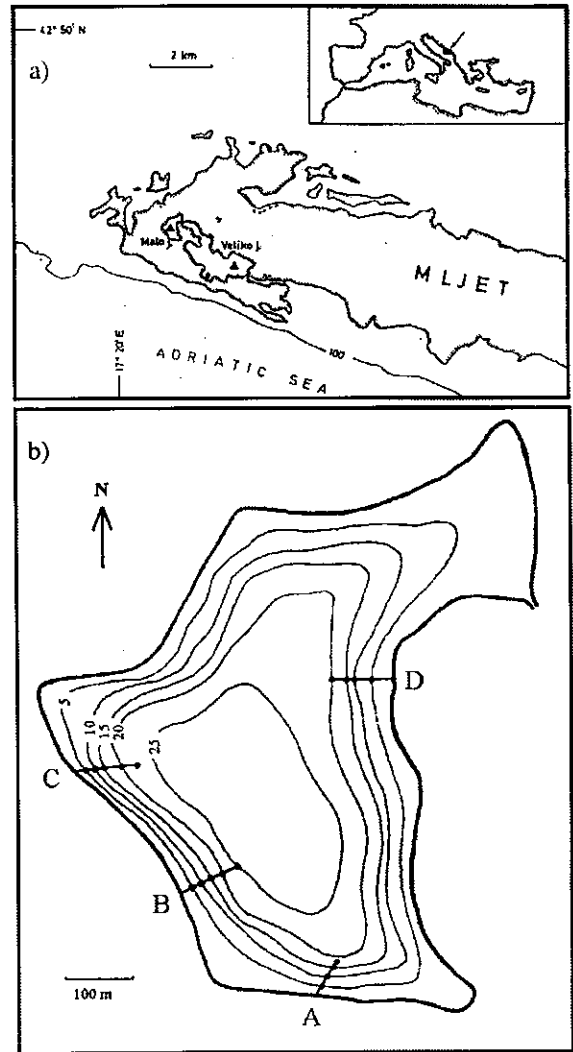 42° 50' N
a)
2 km
Malo
Veliko j.
MLJET
100
17° 20' E
ADRIATIC SEA
b)
N
5
10
15
20
25
D
C
B
A
100 m